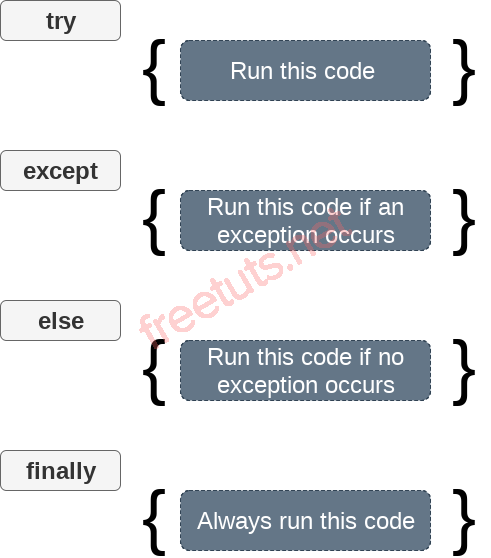 try
{ Run this code }
except
{ Run this code if an
exception occurs }
freetuts.net
else
{ Run this code if no
exception occurs }
finally
{ Always run this code }